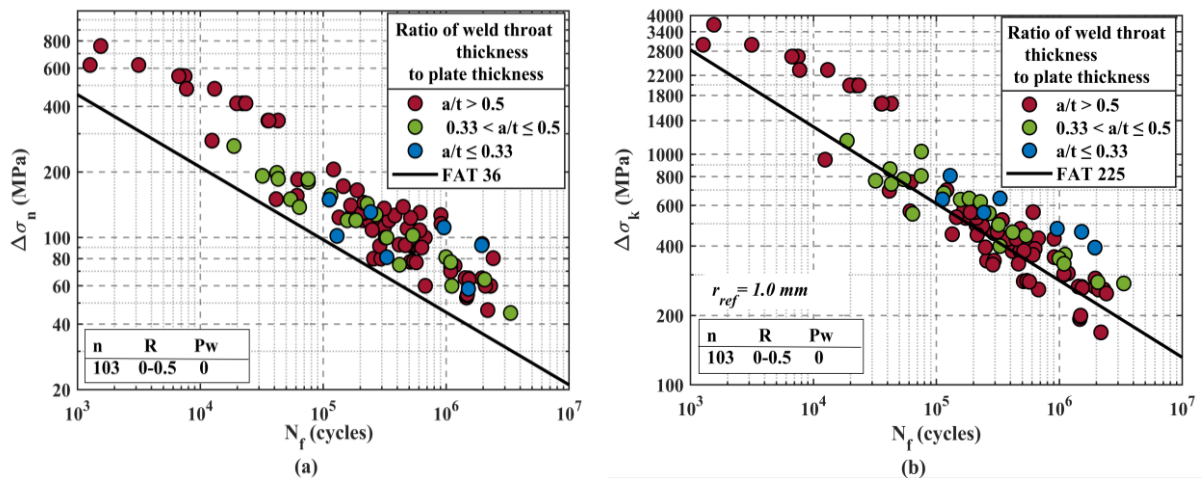 800
600
400
200
100
80
60
40
20
Δσn (MPa)
Ratio of weld throat
thickness
to plate thickness
a/t > 0.5
0.33 < a/t ≤ 0.5
a/t ≤ 0.33
FAT 36
n R Pw
103 0-0.5 0
10^3 10^4 10^5 10^6 10^7
Nf (cycles)
(a)
4000
2800
2200
1800
1400
1000
800
600
400
200
100
Δσk (MPa)
Ratio of weld throat
thickness
to plate thickness
a/t > 0.5
0.33 < a/t ≤ 0.5
a/t ≤ 0.33
FAT 225
r_ref = 1.0 mm
n R Pw
103 0-0.5 0
10^3 10^4 10^5 10^6 10^7
Nf (cycles)
(b)